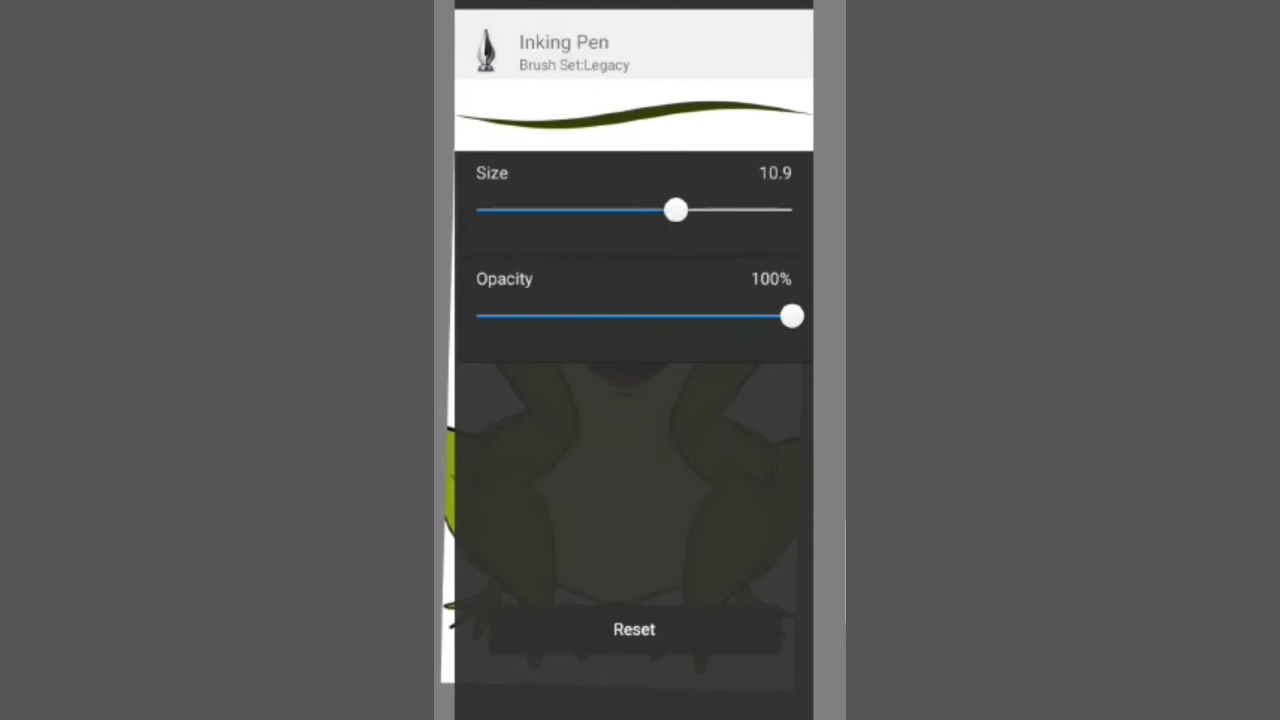 Inking Pen
Brush Set:Legacy
Size 10.9
Opacity 100%
Reset